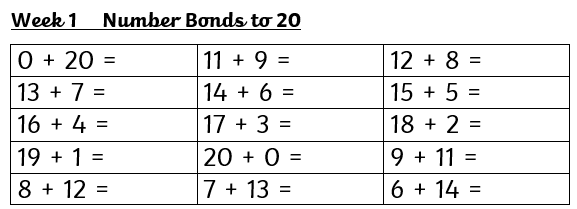 Week 1 Number Bonds to 20
0 + 20 = 11 + 9 = 12 + 8 =
13 + 7 = 14 + 6 = 15 + 5 =
16 + 4 = 17 + 3 = 18 + 2 =
19 + 1 = 20 + 0 = 9 + 11 =
8 + 12 = 7 + 13 = 6 + 14 =